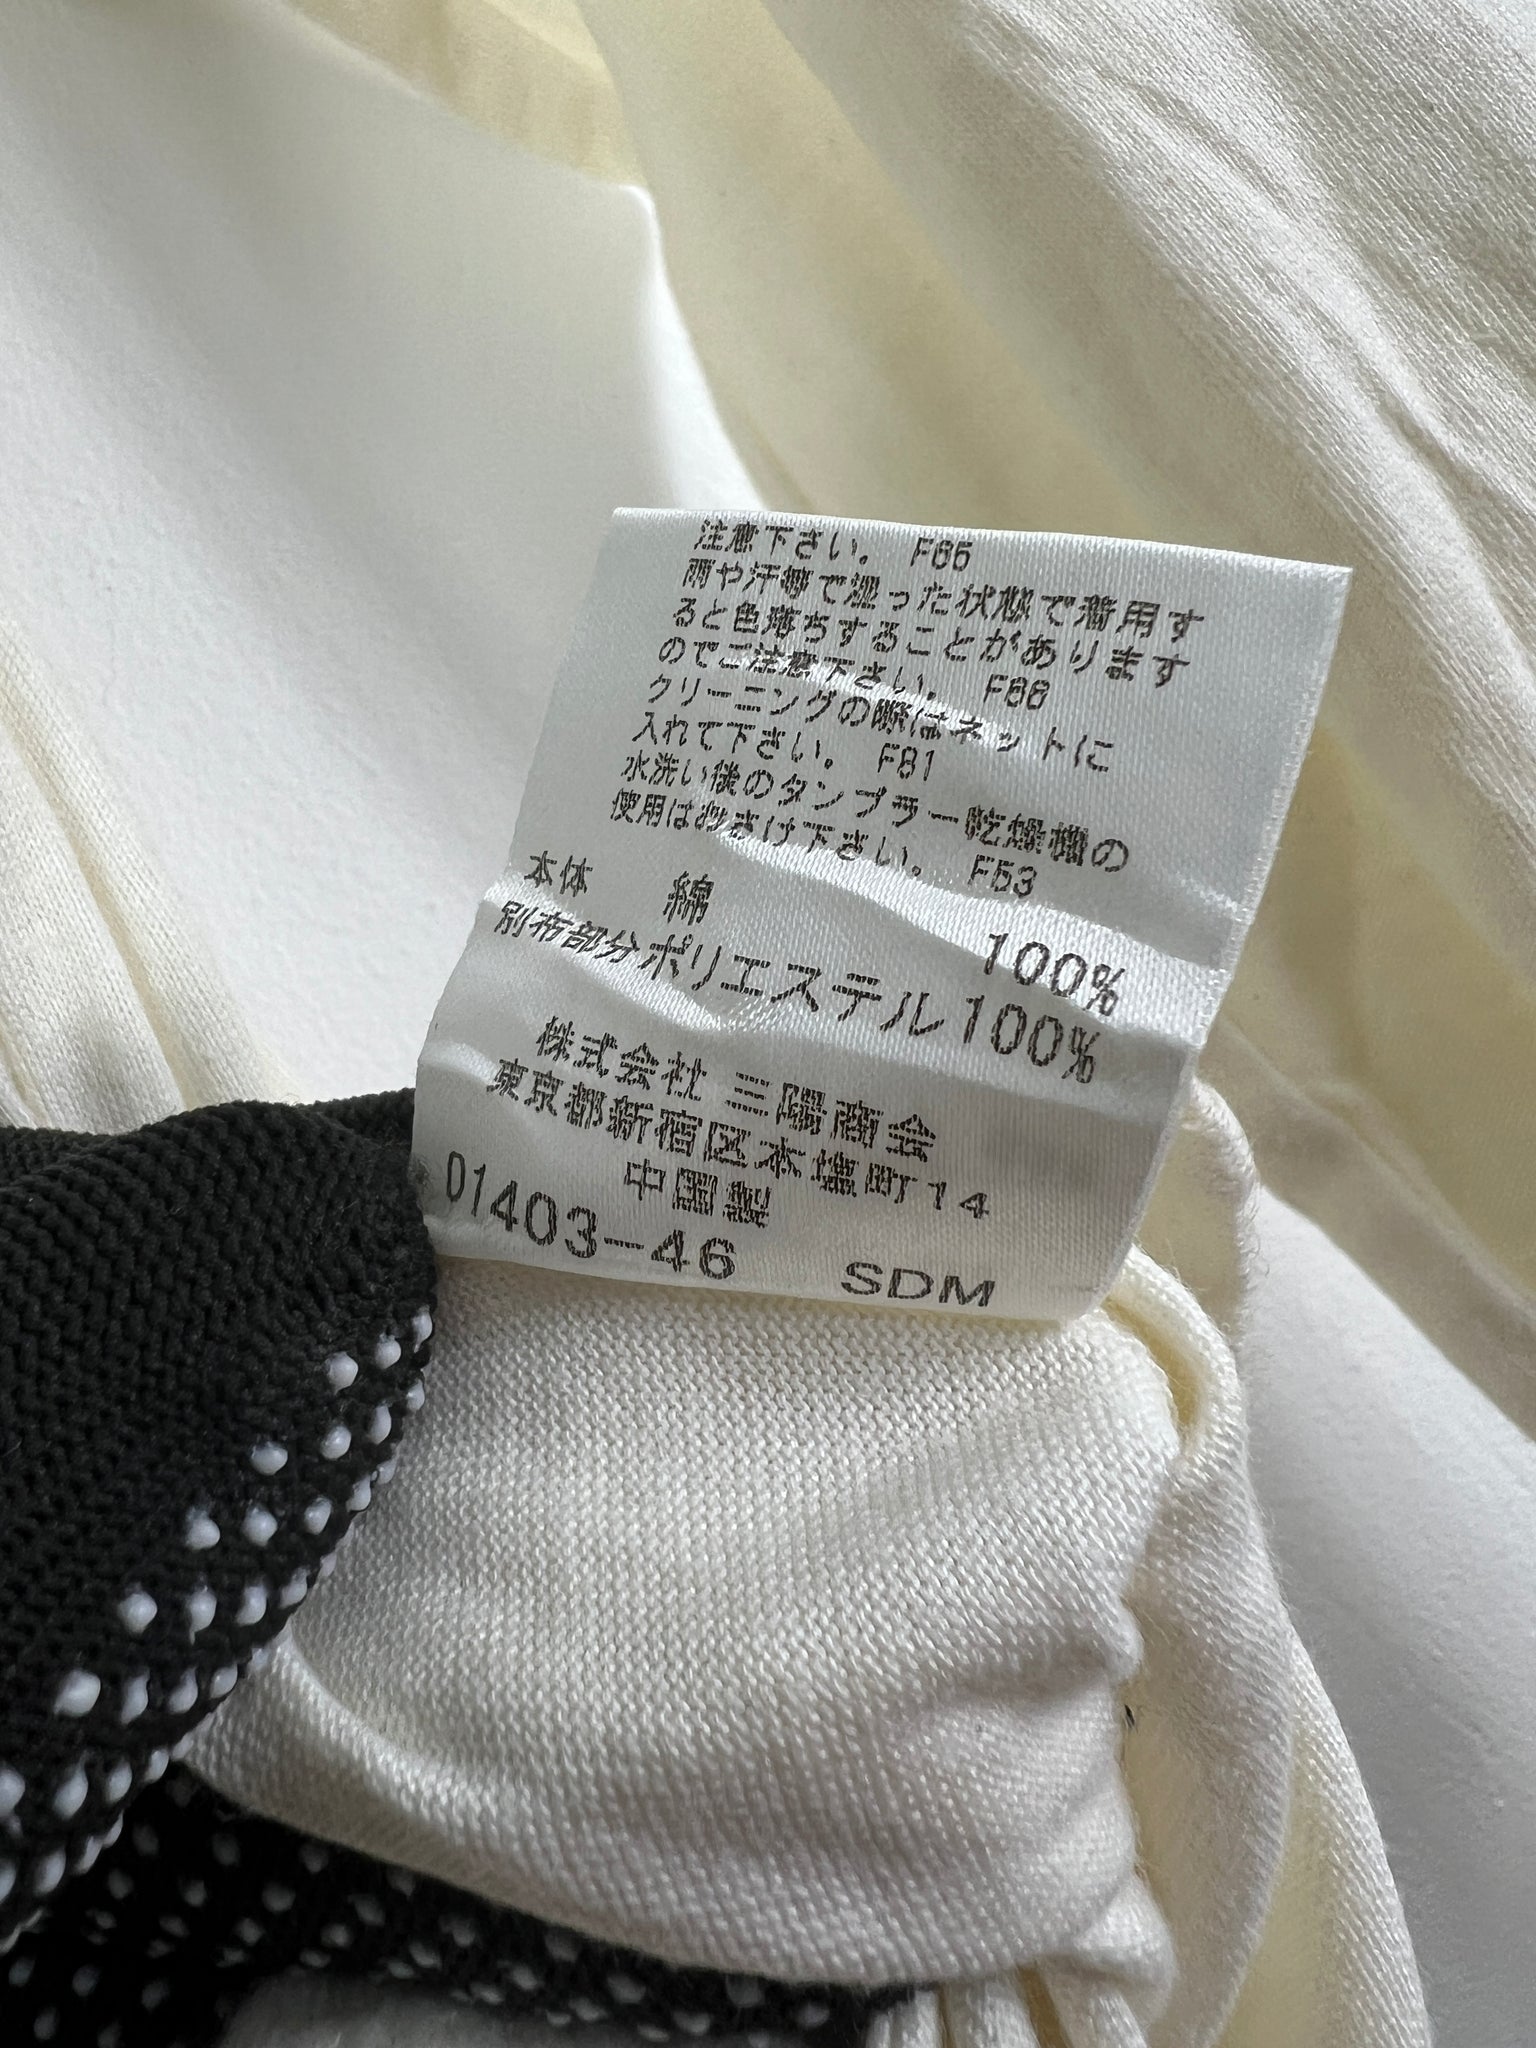 注意下さい。 F65
雨や汗等で湿った状態で着用す
ると色落ちすることがあります
のでご注意下さい。 F66
クリーニングの際はネットに
入れて下さい。 F81
水洗い後のタンブラー乾燥機の
使用はお避け下さい。 F53
本体 綿 100%
別布部分 ポリエステル 100%
株式会社 三陽商会
東京都新宿区本塩町14
中国製
01403-46 SDM